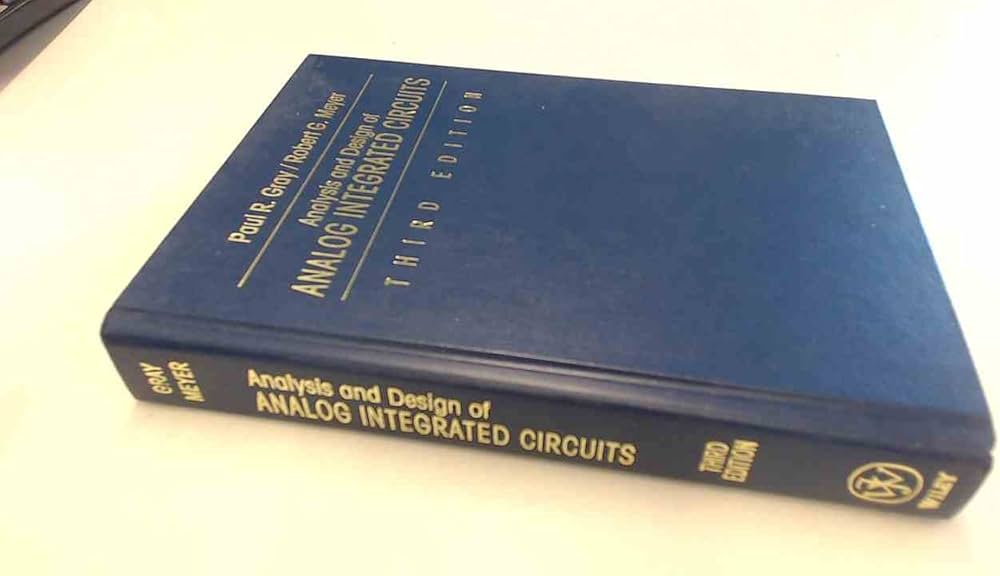 Paul R. Gray / Robert G. Meyer
Analysis and Design of
ANALOG INTEGRATED CIRCUITS
THIRD EDITION
GRAY
MEYER
Analysis and Design of
ANALOG INTEGRATED CIRCUITS
THIRD
EDITION
JW
WILEY